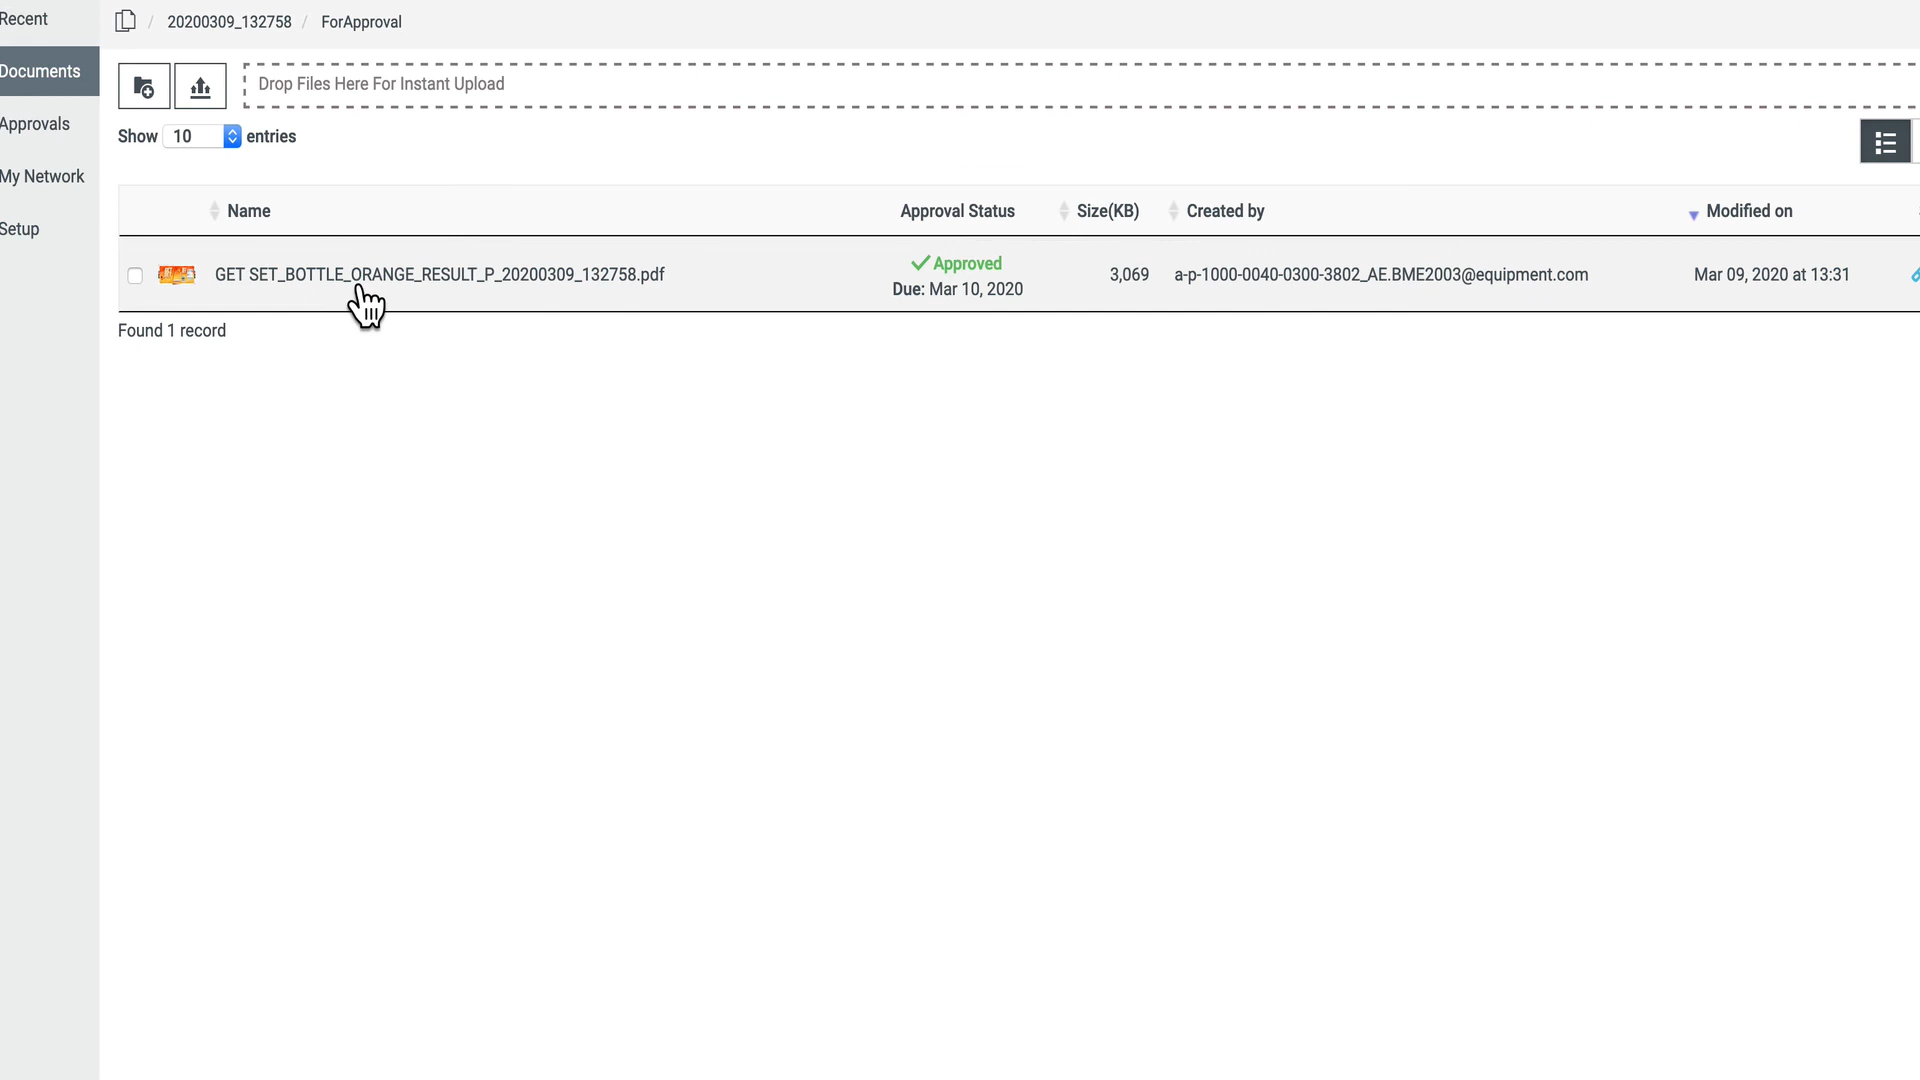 Recent
20200309_132758 / ForApproval
Documents
Drop Files Here For Instant Upload
Approvals
Show 10 entries
My Network
Name Approval Status Size(KB) Created by Modified on
Setup
GET SET_BOTTLE_ORANGE_RESULT_P_20200309_132758.pdf Approved 3,069 a-p-1000-0040-0300-3802_AE.BME2003@equipment.com Mar 09, 2020 at 13:31
Due: Mar 10, 2020
Found 1 record